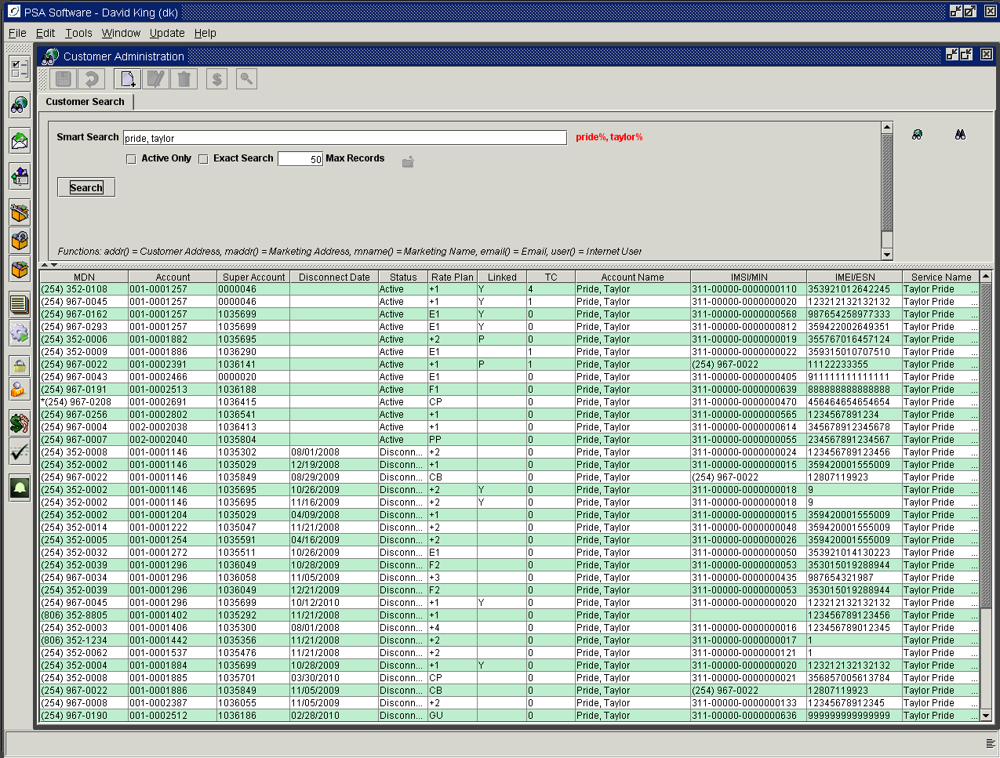 PSA Software - David King (dk)
File Edit Tools Window Update Help
Customer Administration
Customer Search
Smart Search pride, taylor pride%, taylor%
Active Only Exact Search 50 Max Records
Search
Functions: addr() = Customer Address, maddr() = Marketing Address, mname() = Marketing Name, email() = Email, user() = Internet User
MDN Account Super Account Disconnect Date Status Rate Plan Linked TC Account Name IMSI/MIN IMEI/ESN Service Name
(254) 352-0108 001-0001257 0000046 Active +1 Y 4 Pride, Taylor 311-00000-0000000110 353921012642245 Taylor Pride ...
(254) 967-0045 001-0001257 0000046 Active +1 Y 1 Pride, Taylor 311-00000-0000000020 123212132132132 Taylor Pride ...
(254) 967-0162 001-0001257 1035699 Active E1 Y 0 Pride, Taylor 311-00000-0000000568 987654258977333 Taylor Pride ...
(254) 967-0293 001-0001257 1035699 Active E1 Y 0 Pride, Taylor 311-00000-0000000812 359422002649351 Taylor Pride ...
(254) 352-0006 001-0001882 1035695 Active +2 P 0 Pride, Taylor 311-00000-0000000019 355767016457124 Taylor Pride ...
(254) 352-0009 001-0001886 1036290 Active E1 1 Pride, Taylor 311-00000-0000000022 359315010707510 Taylor Pride ...
(254) 967-0022 001-0002391 1036141 Active +1 P 1 Pride, Taylor (254) 967-0022 11122233355 Taylor Pride ...
(254) 967-0043 001-0002466 0000020 Active E1 0 Pride, Taylor 311-00000-0000000405 911111111111111 Taylor Pride ...
(254) 967-0191 001-0002513 1036188 Active F1 0 Pride, Taylor 311-00000-0000000639 888888888888888 Taylor Pride ...
*(254) 967-0208 001-0002691 1036415 Active CP 0 Pride, Taylor 311-00000-0000000470 456464654654654 Taylor Pride ...
(254) 967-0256 001-0002802 1036541 Active +1 0 Pride, Taylor 311-00000-0000000565 1234567891234 Taylor Pride ...
(254) 967-0004 002-0002038 1036413 Active +1 0 Pride, Taylor 311-00000-0000000614 345678912345678 Taylor Pride ...
(254) 967-0007 002-0002040 1035804 Active PP 0 Pride, Taylor 311-00000-0000000055 234567891234567 Taylor Pride ...
(254) 352-0008 001-0001146 1035302 08/01/2008 Disconn... +2 0 Pride, Taylor 311-00000-0000000024 123456789123456 Taylor Pride ...
(254) 352-0002 001-0001146 1035029 12/19/2008 Disconn... +1 0 Pride, Taylor 311-00000-0000000015 359420001555009 Taylor Pride ...
(254) 967-0022 001-0001146 1035849 08/29/2009 Disconn... CB 0 Pride, Taylor (254) 967-0022 12807119923 Taylor Pride ...
(254) 352-0002 001-0001146 1035695 10/26/2009 Disconn... +2 Y 0 Pride, Taylor 311-00000-0000000018 9 Taylor Pride ...
(254) 352-0002 001-0001146 1035695 11/16/2009 Disconn... +2 Y 0 Pride, Taylor 311-00000-0000000018 9 Taylor Pride ...
(254) 352-0002 001-0001204 1035029 04/09/2008 Disconn... +1 0 Pride, Taylor 311-00000-0000000015 359420001555009 Taylor Pride ...
(254) 352-0014 001-0001222 1035047 11/21/2008 Disconn... +2 0 Pride, Taylor 311-00000-0000000048 359420001555009 Taylor Pride ...
(254) 352-0005 001-0001254 1035591 04/16/2009 Disconn... +2 0 Pride, Taylor 311-00000-0000000026 359420001555009 Taylor Pride ...
(254) 352-0032 001-0001272 1035511 10/26/2009 Disconn... E1 0 Pride, Taylor 311-00000-0000000050 353921014130223 Taylor Pride ...
(254) 352-0039 001-0001296 1036049 10/28/2009 Disconn... F2 0 Pride, Taylor 311-00000-0000000053 353015019288944 Taylor Pride ...
(254) 967-0034 001-0001296 1036058 11/05/2009 Disconn... +3 0 Pride, Taylor 311-00000-0000000435 987654321987 Taylor Pride ...
(254) 352-0039 001-0001296 1036049 12/21/2009 Disconn... F2 0 Pride, Taylor 311-00000-0000000053 353015019288944 Taylor Pride ...
(254) 967-0045 001-0001296 1035699 10/12/2010 Disconn... +1 Y 0 Pride, Taylor 311-00000-0000000020 123212132132132 Taylor Pride ...
(806) 352-8805 001-0001402 1035292 11/21/2008 Disconn... +1 0 Pride, Taylor 123456789123456 Taylor Pride ...
(254) 352-0003 001-0001406 1035300 08/01/2008 Disconn... +4 0 Pride, Taylor 311-00000-0000000016 123456789012345 Taylor Pride ...
(806) 352-1234 001-0001442 1035356 11/21/2008 Disconn... +2 0 Pride, Taylor 311-00000-0000000017 1 Taylor Pride ...
(254) 352-0062 001-0001537 1035476 11/21/2008 Disconn... +2 0 Pride, Taylor 311-00000-0000000121 1 Taylor Pride ...
(254) 352-0004 001-0001884 1035699 10/28/2009 Disconn... +1 Y 0 Pride, Taylor 311-00000-0000000020 123212132132132 Taylor Pride ...
(254) 352-0008 001-0001885 1035701 03/30/2010 Disconn... CP 0 Pride, Taylor 311-00000-0000000021 356857005613784 Taylor Pride ...
(254) 967-0022 001-0001886 1035849 11/05/2009 Disconn... CB 0 Pride, Taylor (254) 967-0022 12807119923 Taylor Pride ...
(254) 967-0008 001-0002387 1036055 11/05/2009 Disconn... +2 0 Pride, Taylor 311-00000-0000000133 12345678912345 Taylor Pride ...
(254) 967-0190 001-0002512 1036186 02/28/2010 Disconn... GU 0 Pride, Taylor 311-00000-0000000636 999999999999999 Taylor Pride ...